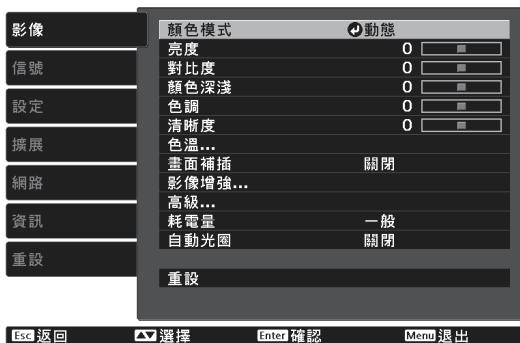 影像
信號
設定
擴展
網路
資訊
重設
顏色模式 動態
亮度 0
對比度 0
顏色深淺 0
色調 0
清晰度 0
色溫...
畫面補插 關閉
影像增強...
高級...
耗電量 一般
自動光圈 關閉
重設
Esc 返回 選擇 Enter 確認 Menu 退出